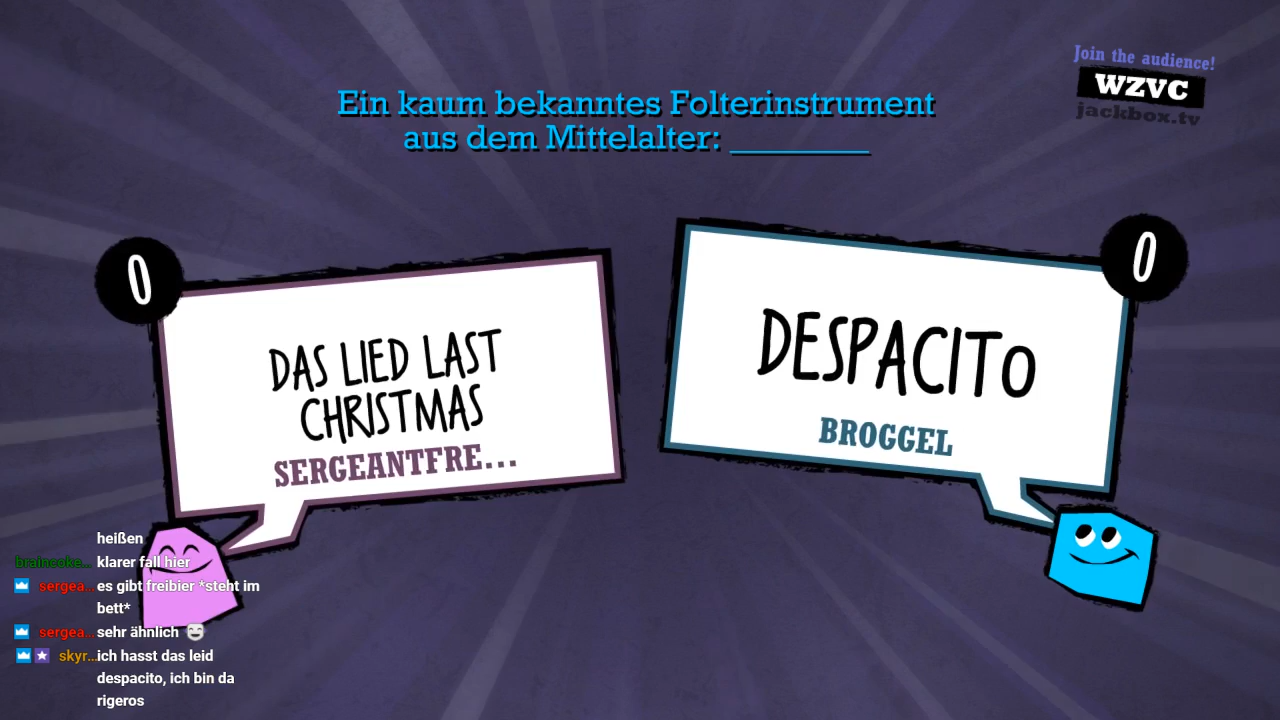 Join the audience!
WZVC
jackbox.tv
Ein kaum bekanntes Folterinstrument
aus dem Mittelalter: _________
0
0
DAS LIED LAST
CHRISTMAS
SERGEANTFRE...
DESPACITO
BROGGEL
heißen
braincoke... klarer fall hier
sergea... es gibt freibier *steht im
bett*
sergea... sehr ähnlich
skyr... ich hasst das leid
despacito, ich bin da
rigeros